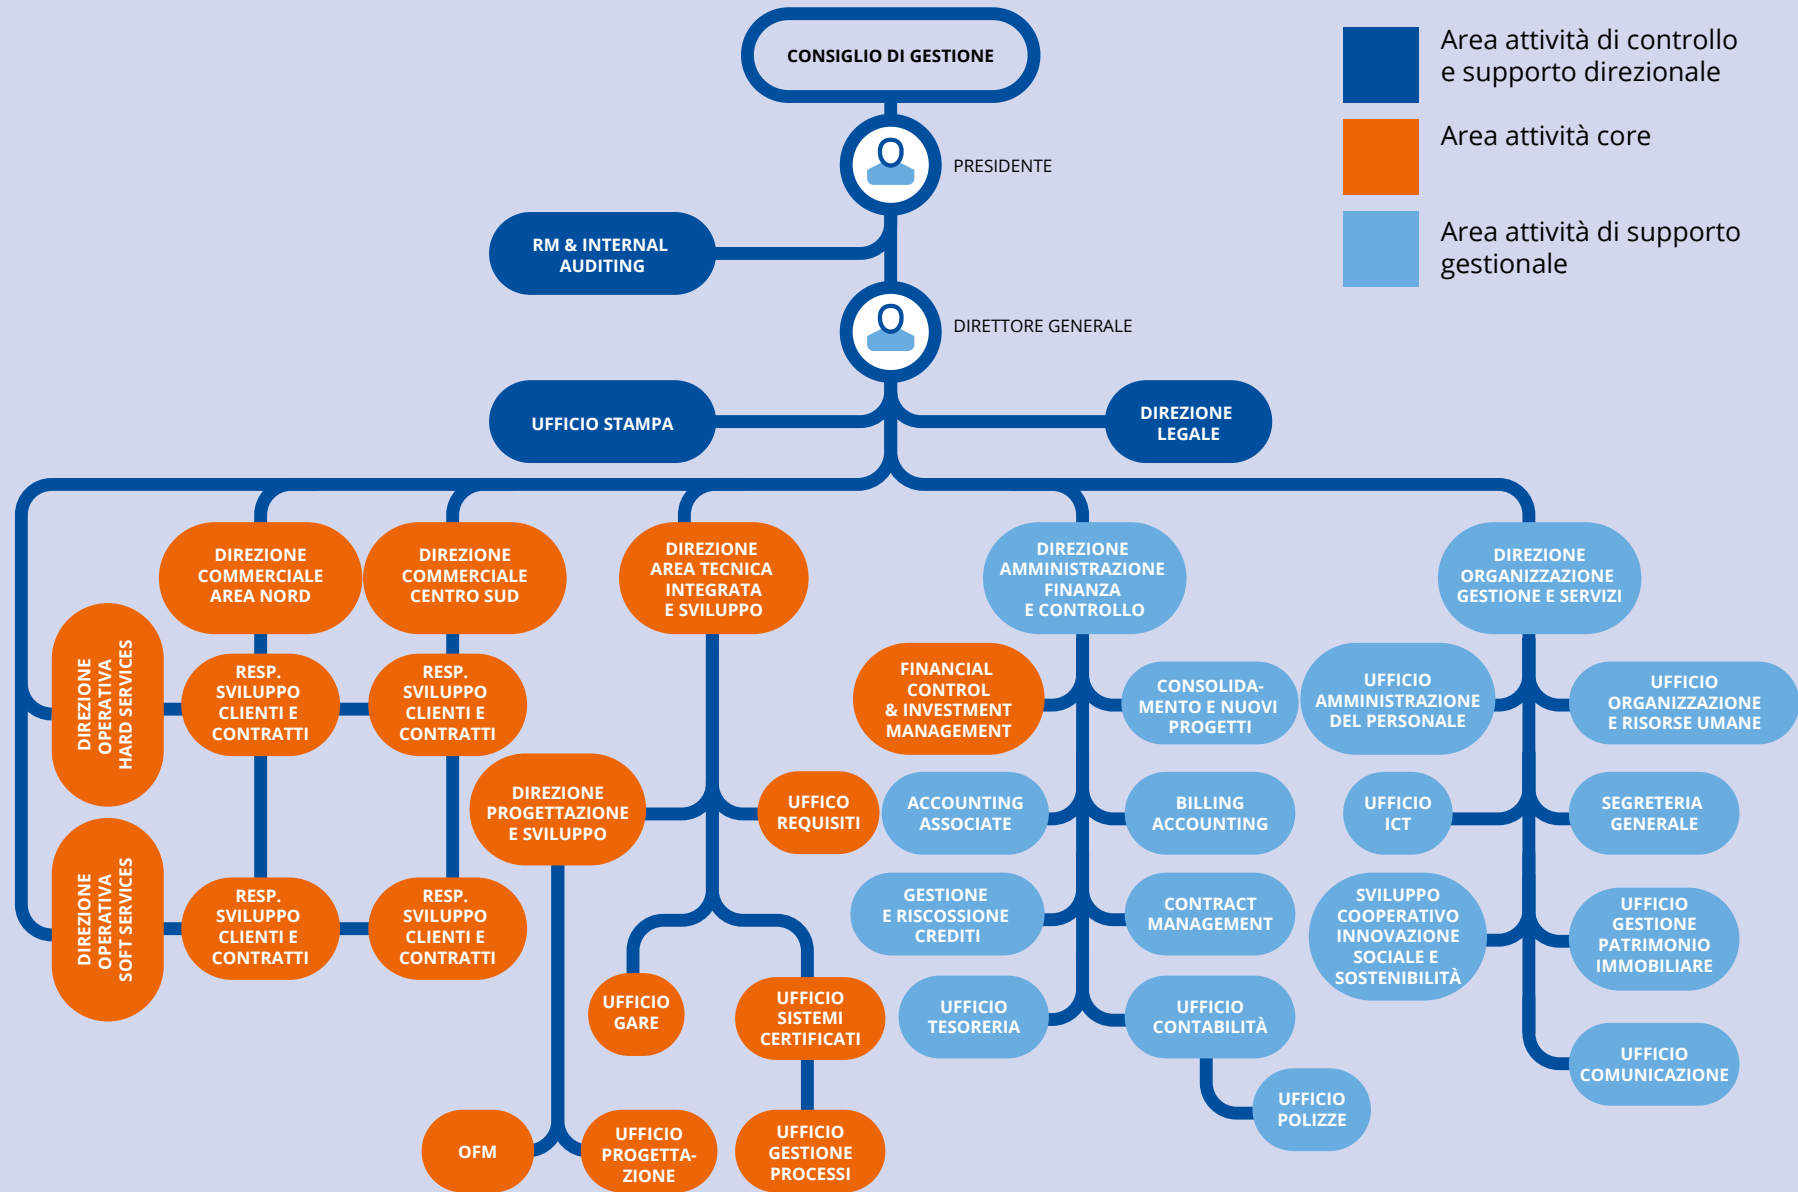 CONSIGLIO DI GESTIONE
PRESIDENTE
RM & INTERNAL
AUDITING
DIRETTORE GENERALE
UFFICIO STAMPA
DIREZIONE
LEGALE
Area attività di controllo
e supporto direzionale
Area attività core
Area attività di supporto
gestionale
DIREZIONE
COMMERCIALE
AREA NORD
DIREZIONE
COMMERCIALE
CENTRO SUD
DIREZIONE
AREA TECNICA
INTEGRATA
E SVILUPPO
DIREZIONE
AMMINISTRAZIONE
FINANZA
E CONTROLLO
DIREZIONE
ORGANIZZAZIONE
GESTIONE E SERVIZI
DIREZIONE
OPERATIVA
HARD SERVICES
RESP.
SVILUPPO
CLIENTI E
CONTRATTI
RESP.
SVILUPPO
CLIENTI E
CONTRATTI
DIREZIONE
OPERATIVA
SOFT SERVICES
RESP.
SVILUPPO
CLIENTI E
CONTRATTI
RESP.
SVILUPPO
CLIENTI E
CONTRATTI
DIREZIONE
PROGETTAZIONE
E SVILUPPO
UFFICO
REQUISITI
UFFICIO
GARE
UFFICIO
SISTEMI
CERTIFICATI
OFM
UFFICIO
PROGETTA-
ZIONE
UFFICIO
GESTIONE
PROCESSI
FINANCIAL
CONTROL
& INVESTMENT
MANAGEMENT
CONSOLIDA-
MENTO E NUOVI
PROGETTI
ACCOUNTING
ASSOCIATE
BILLING
ACCOUNTING
GESTIONE
E RISCOSSIONE
CREDITI
CONTRACT
MANAGEMENT
UFFICIO
TESORERIA
UFFICIO
CONTABILITÀ
UFFICIO
POLIZZE
UFFICIO
AMMINISTRAZIONE
DEL PERSONALE
UFFICIO
ORGANIZZAZIONE
E RISORSE UMANE
UFFICIO
ICT
SEGRETERIA
GENERALE
SVILUPPO
COOPERATIVO
INNOVAZIONE
SOCIALE E
SOSTENIBILITÀ
UFFICIO
GESTIONE
PATRIMONIO
IMMOBILIARE
UFFICIO
COMUNICAZIONE